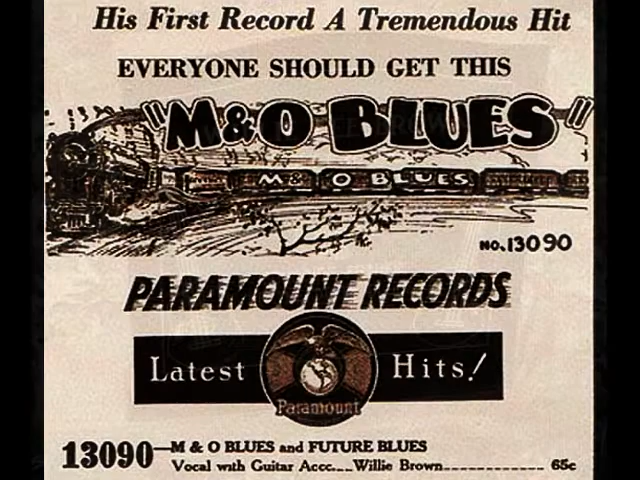 His First Record A Tremendous Hit
EVERYONE SHOULD GET THIS
"M&O BLUES"
M & O BLUES
NO. 13090
PARAMOUNT RECORDS
Latest Hits!
Paramount
13090—M & O BLUES and FUTURE BLUES
Vocal with Guitar Acc....Willie Brown------------ 65c